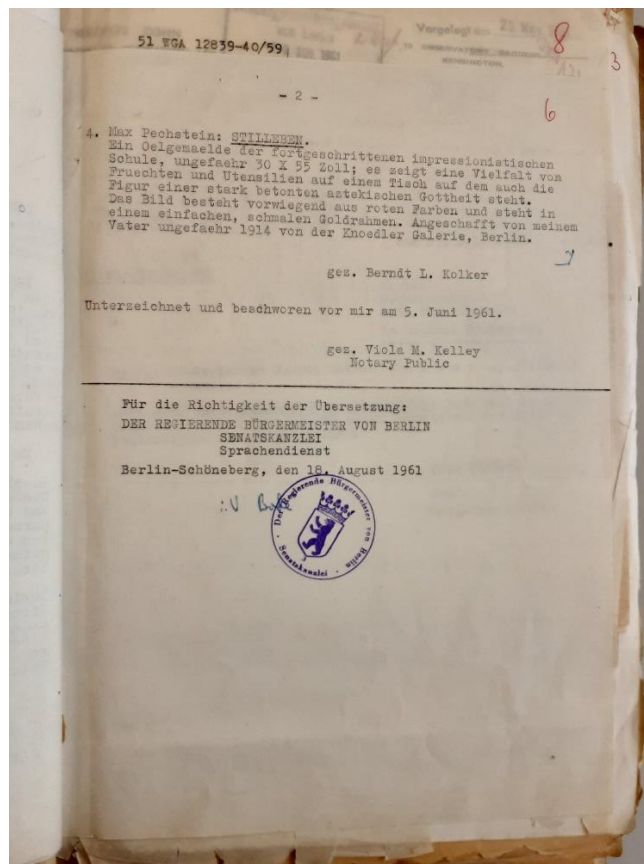 51 WGA 12839-40/59
Vorgelegt am
8
3
- 2 -
6
4. Max Pechstein: STILLEBEN.
Ein Oelgemaelde der fortgeschrittenen impressionistischen
Schule, ungefaehr 30 X 55 Zoll; es zeigt eine Vielfalt von
Fruechten und Utensilien auf einem Tisch auf dem auch die
Figur einer stark betonten aztekischen Gottheit steht.
Das Bild besteht vorwiegend aus roten Farben und steht in
einem einfachen, schmalen Goldrahmen. Angeschafft von meinem
Vater ungefaehr 1914 von der Knoedler Galerie, Berlin.
gez. Berndt L. Kolker
Unterzeichnet und beschworen vor mir am 5. Juni 1961.
gez. Viola M. Kelley
Notary Public
Für die Richtigkeit der Übersetzung:
DER REGIERENDE BÜRGERMEISTER VON BERLIN
SENATSKANZLEI
Sprachendienst
Berlin-Schöneberg, den 18. August 1961
Der Regierende Bürgermeister von Berlin
Senatskanzlei